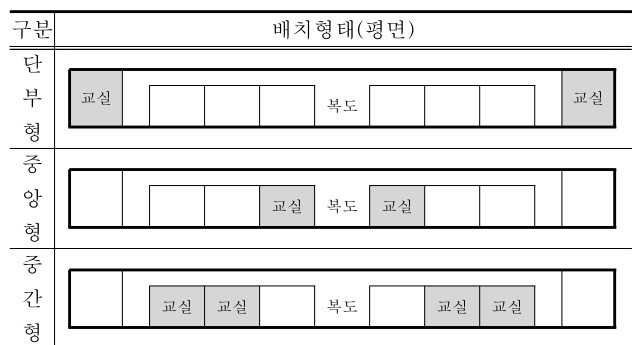 구분 배치형태(평면)
단부형 교실 복도 교실
중앙형 교실 복도 교실
중간형 교실 교실 복도 교실 교실